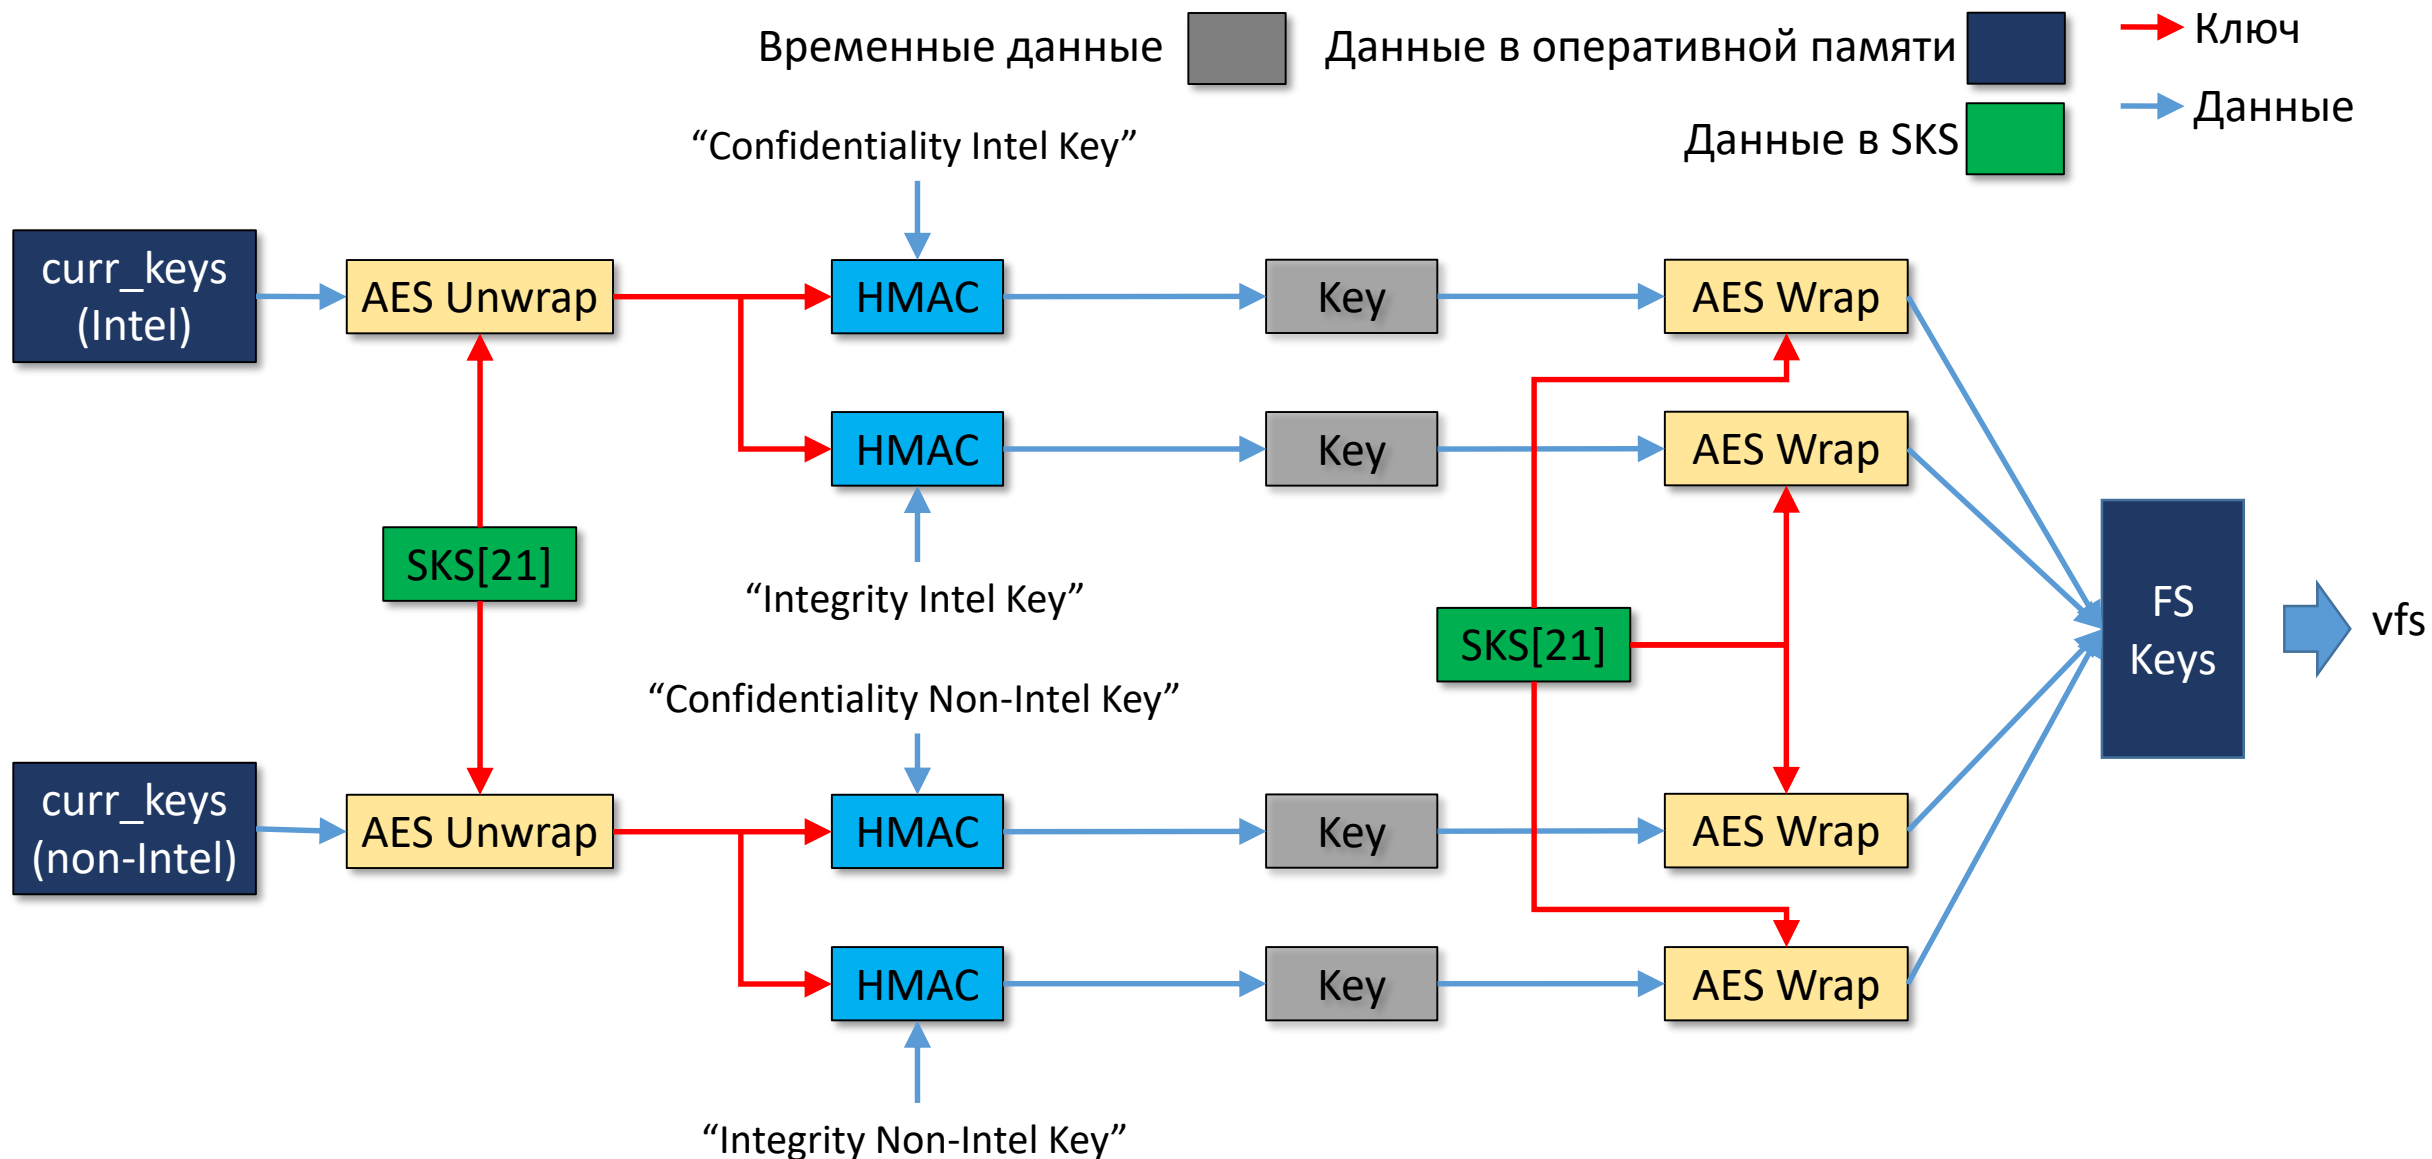 Временные данные
Данные в оперативной памяти
Ключ
Данные
Данные в SKS
“Confidentiality Intel Key”
curr_keys
(Intel)
AES Unwrap
HMAC
Key
AES Wrap
HMAC
Key
AES Wrap
SKS[21]
“Integrity Intel Key”
SKS[21]
FS
Keys
vfs
“Confidentiality Non-Intel Key”
curr_keys
(non-Intel)
AES Unwrap
HMAC
Key
AES Wrap
HMAC
Key
AES Wrap
“Integrity Non-Intel Key”